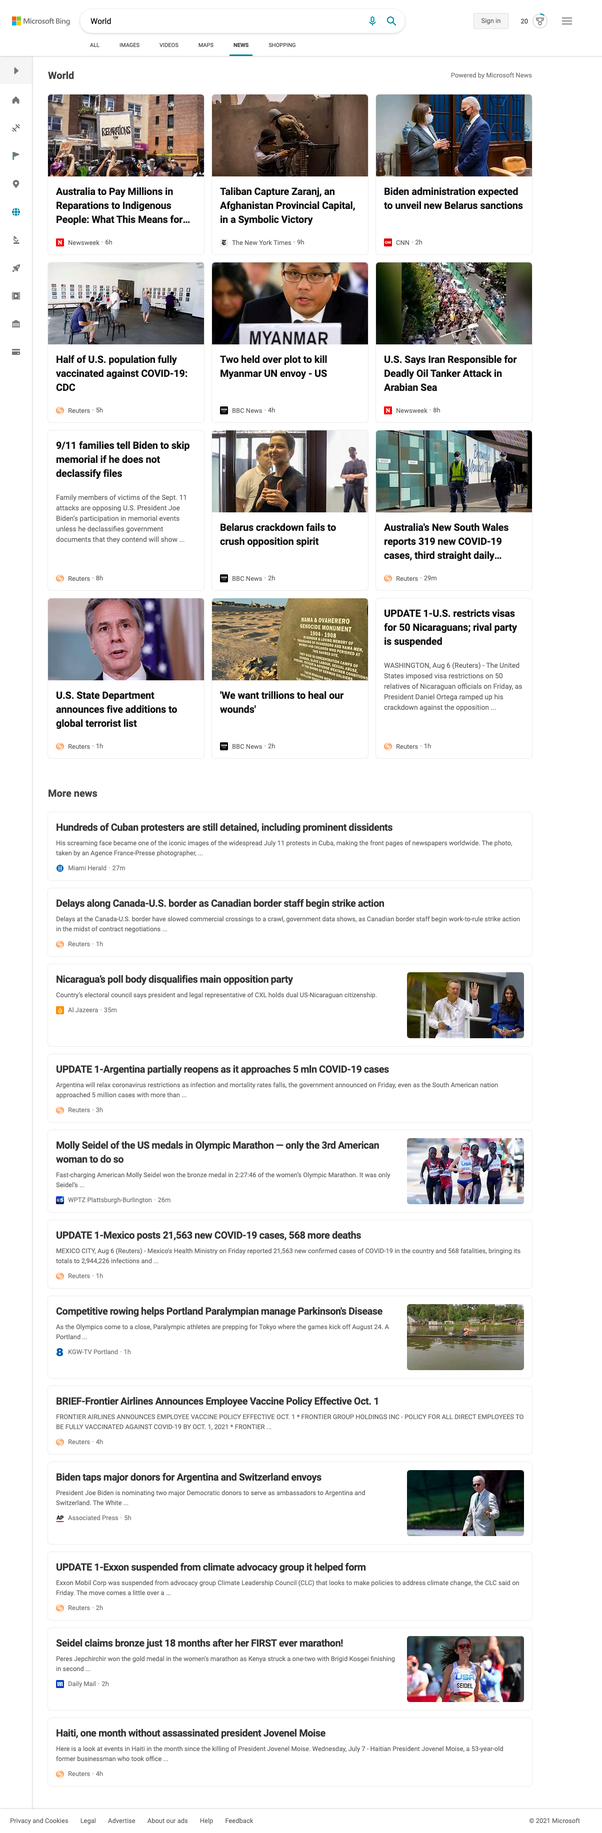 Microsoft Bing
World
Sign in
20
ALL
IMAGES
VIDEOS
MAPS
NEWS
SHOPPING
World
Powered by Microsoft News
REPARATIONS
Australia to Pay Millions in
Reparations to Indigenous
People: What This Means for...
Newsweek · 6h
Taliban Capture Zaranj, an
Afghanistan Provincial Capital,
in a Symbolic Victory
The New York Times · 9h
Biden administration expected
to unveil new Belarus sanctions
CNN · 2h
Half of U.S. population fully
vaccinated against COVID-19:
CDC
Reuters · 5h
MYANMAR
Two held over plot to kill
Myanmar UN envoy - US
BBC News · 4h
U.S. Says Iran Responsible for
Deadly Oil Tanker Attack in
Arabian Sea
Newsweek · 8h
9/11 families tell Biden to skip
memorial if he does not
declassify files
Family members of victims of the Sept. 11
attacks are opposing U.S. President Joe
Biden's participation in memorial events
unless he declassifies government
documents that they contend will show ...
Reuters · 8h
Belarus crackdown fails to
crush opposition spirit
BBC News · 2h
Australia's New South Wales
reports 319 new COVID-19
cases, third straight daily...
Reuters · 29m
U.S. State Department
announces five additions to
global terrorist list
Reuters · 1h
NAMA & OVAHERERO
GENOCIDE MONUMENT
1904 - 1908
'We want trillions to heal our
wounds'
BBC News · 2h
UPDATE 1-U.S. restricts visas
for 50 Nicaraguans; rival party
is suspended
WASHINGTON, Aug 6 (Reuters) - The United
States imposed visa restrictions on 50
relatives of Nicaraguan officials on Friday, as
President Daniel Ortega ramped up his
crackdown against the opposition ...
Reuters · 1h
More news
Hundreds of Cuban protesters are still detained, including prominent dissidents
His screaming face became one of the iconic images of the widespread July 11 protests in Cuba, making the front pages of newspapers worldwide. The photo,
taken by an Agence France-Presse photographer, ...
Miami Herald · 27m
Delays along Canada-U.S. border as Canadian border staff begin strike action
Delays at the Canada-U.S. border have slowed commercial crossings to a crawl, government data shows, as Canadian border staff begin work-to-rule strike action
in the midst of contract negotiations ...
Reuters · 1h
Nicaragua's poll body disqualifies main opposition party
Country's electoral council says president and legal representative of CXL holds dual US-Nicaraguan citizenship.
Al Jazeera · 35m
UPDATE 1-Argentina partially reopens as it approaches 5 mln COVID-19 cases
Argentina will relax coronavirus restrictions as infection and mortality rates falls, the government announced on Friday, even as the South American nation
approached 5 million cases with more than ...
Reuters · 3h
Molly Seidel of the US medals in Olympic Marathon — only the 3rd American
woman to do so
Fast-charging American Molly Seidel won the bronze medal in 2:27:46 of the women's Olympic Marathon. It was only
Seidel's ...
WPTZ Plattsburgh-Burlington · 26m
UPDATE 1-Mexico posts 21,563 new COVID-19 cases, 568 more deaths
MEXICO CITY, Aug 6 (Reuters) - Mexico's Health Ministry on Friday reported 21,563 new confirmed cases of COVID-19 in the country and 568 fatalities, bringing its
totals to 2,944,226 infections and ...
Reuters · 1h
Competitive rowing helps Portland Paralympian manage Parkinson's Disease
As the Olympics come to a close, Paralympic athletes are prepping for Tokyo where the games kick off August 24. A
Portland ...
8 KGW-TV Portland · 1h
BRIEF-Frontier Airlines Announces Employee Vaccine Policy Effective Oct. 1
FRONTIER AIRLINES ANNOUNCES EMPLOYEE VACCINE POLICY EFFECTIVE OCT. 1 * FRONTIER GROUP HOLDINGS INC - POLICY FOR ALL DIRECT EMPLOYEES TO
BE FULLY VACCINATED AGAINST COVID-19 BY OCT. 1, 2021 * FRONTIER ...
Reuters · 4h
Biden taps major donors for Argentina and Switzerland envoys
President Joe Biden is nominating two major Democratic donors to serve as ambassadors to Argentina and
Switzerland. The White ...
AP Associated Press · 5h
UPDATE 1-Exxon suspended from climate advocacy group it helped form
Exxon Mobil Corp was suspended from advocacy group Climate Leadership Council (CLC) that looks to make policies to address climate change, the CLC said on
Friday. The move comes a little over a ...
Reuters · 2h
Seidel claims bronze just 18 months after her FIRST ever marathon!
Peres Jepchirchir won the gold medal in the women's marathon as Kenya struck a one-two with Brigid Kosgei finishing
in second ...
Daily Mail · 2h
USA
SEIDEL
Haiti, one month without assassinated president Jovenel Moise
Here is a look at events in Haiti in the month since the killing of President Jovenel Moise. Wednesday, July 7 - Haitian President Jovenel Moise, a 53-year-old
former businessman who took office ...
Reuters · 4h
Privacy and Cookies
Legal
Advertise
About our ads
Help
Feedback
© 2021 Microsoft